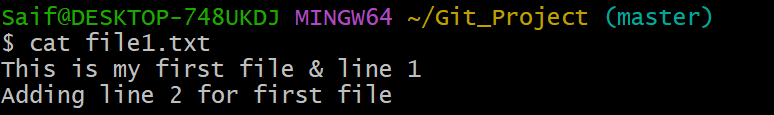 Saif@DESKTOP-748UKDJ MINGW64 ~/Git_Project (master)
$ cat file1.txt
This is my first file & line 1
Adding line 2 for first file